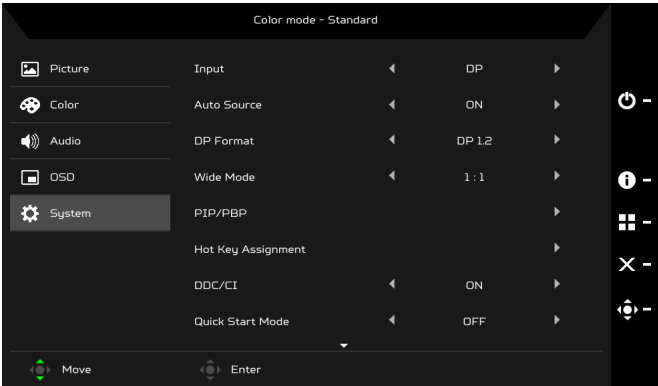 Color mode - Standard
Picture Input DP
Color Auto Source ON
Audio DP Format DP 1.2
OSD Wide Mode 1 : 1
System PIP/PBP
Hot Key Assignment
DDC/CI ON
Quick Start Mode OFF
Move Enter